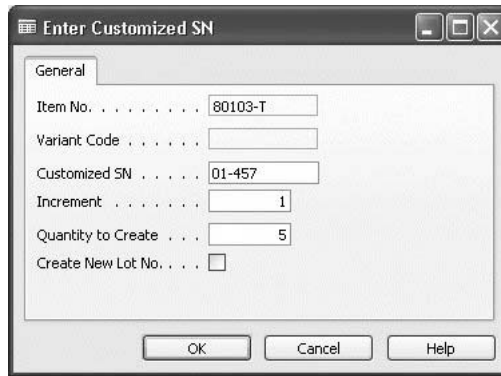 Enter Customized SN
General
Item No. . . . . . . . . . 80103-T
Variant Code . . . . . .
Customized SN . . . . . 01-457
Increment . . . . . . . 1
Quantity to Create . . . 5
Create New Lot No. . . .
OK Cancel Help